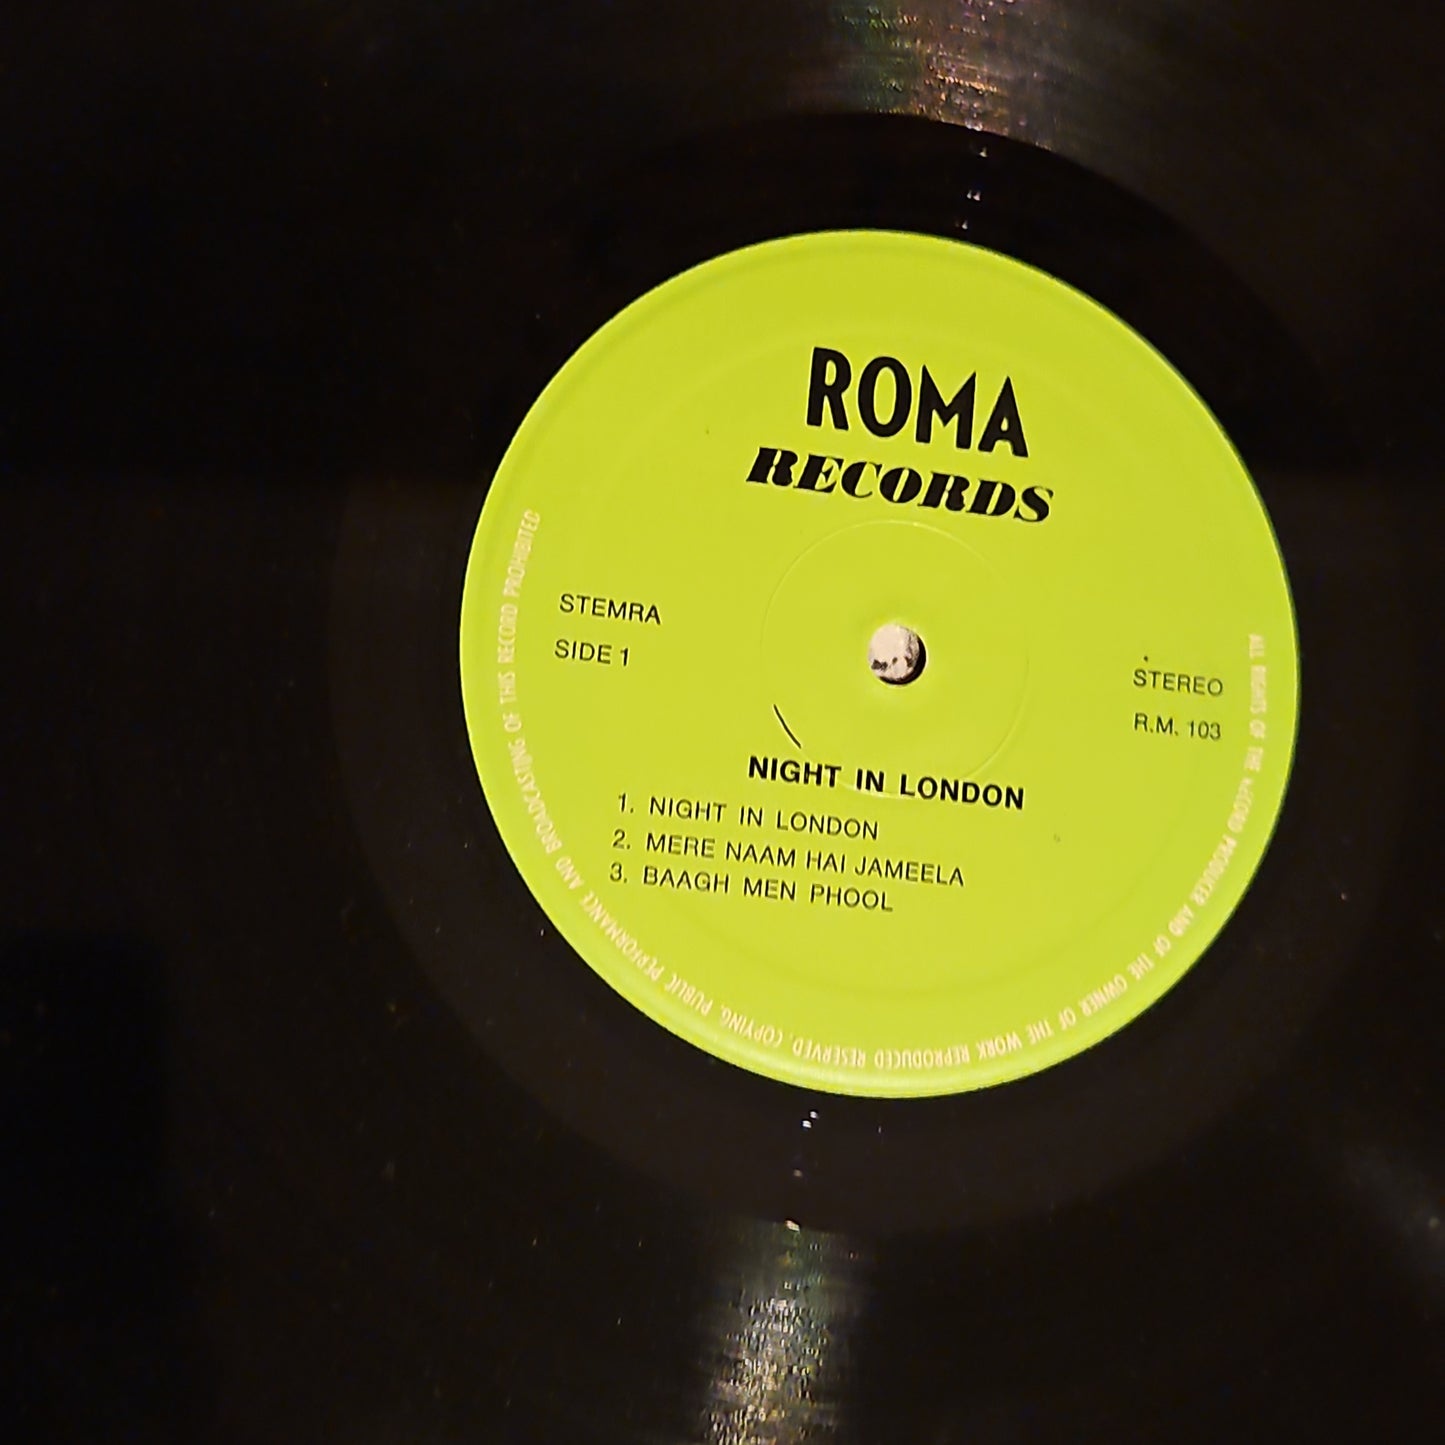 ROMA
RECORDS
STEMRA
SIDE 1
STEREO
R.M. 103
NIGHT IN LONDON
1. NIGHT IN LONDON
2. MERE NAAM HAI JAMEELA
3. BAAGH MEN PHOOL
ALL RIGHTS OF THE RECORD PRODUCER AND OF THE OWNER OF THE WORK REPRODUCED RESERVED. COPYING, PUBLIC PERFORMANCE AND BROADCASTING OF THIS RECORD PROHIBITED